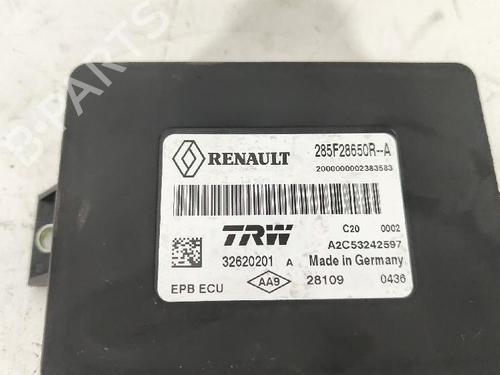 B-PARTS
RENAULT 285F28650R--A
2000000002383583
TRW C20 0002
A2C53242597
32620201 A Made in Germany
EPB ECU AA9 28109 0436